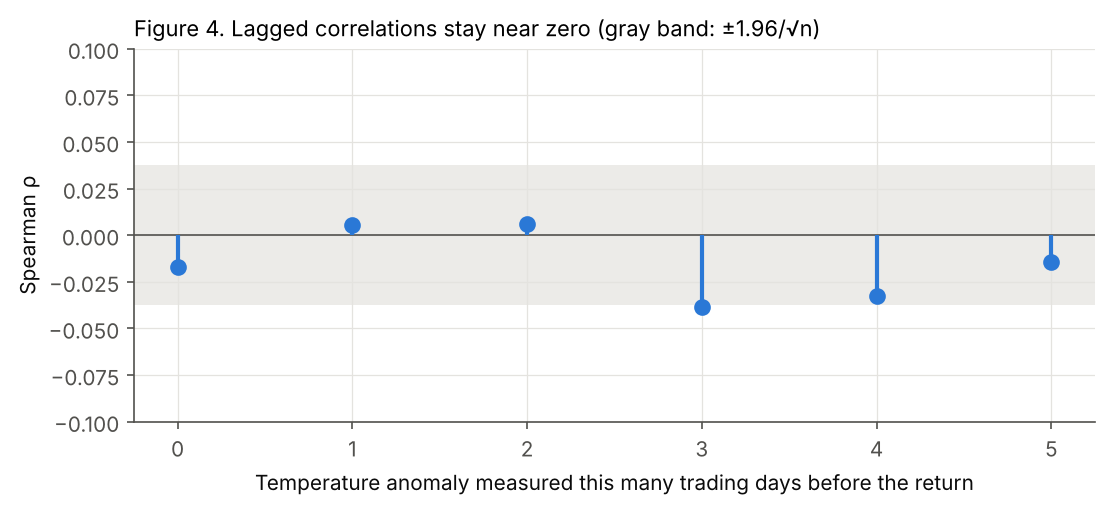 Figure 4. Lagged correlations stay near zero (gray band: ±1.96/√n)
0.100
0.075
0.050
0.025
0.000
−0.025
−0.050
−0.075
−0.100
Spearman ρ
0 1 2 3 4 5
Temperature anomaly measured this many trading days before the return